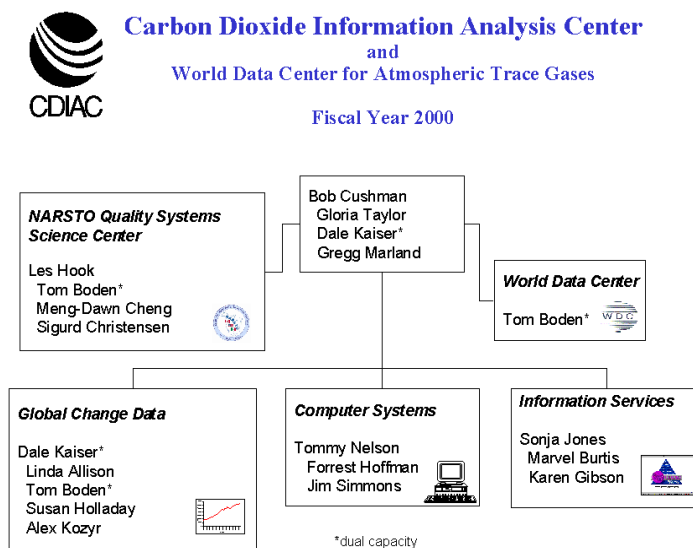 Carbon Dioxide Information Analysis Center
and
World Data Center for Atmospheric Trace Gases
Fiscal Year 2000
CDIAC
Bob Cushman
Gloria Taylor
Dale Kaiser*
Gregg Marland
NARSTO Quality Systems
Science Center
Les Hook
Tom Boden*
Meng-Dawn Cheng
Sigurd Christensen
World Data Center
Tom Boden*
WDC
Global Change Data
Dale Kaiser*
Linda Allison
Tom Boden*
Susan Holladay
Alex Kozyr
Computer Systems
Tommy Nelson
Forrest Hoffman
Jim Simmons
Information Services
Sonja Jones
Marvel Burtis
Karen Gibson
*dual capacity